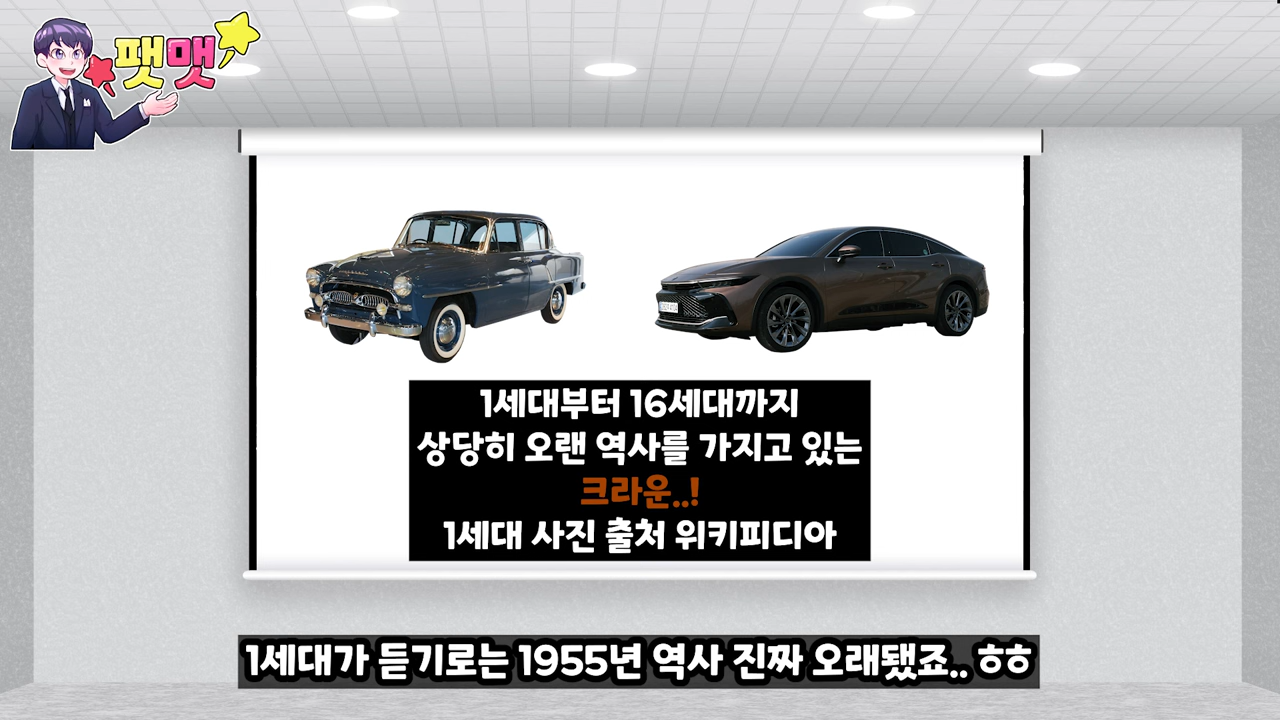 팻맷
1세대부터 16세대까지
상당히 오랜 역사를 가지고 있는
크라운..!
1세대 사진 출처 위키피디아
1세대가 듣기로는 1955년 역사 진짜 오래됐죠.. ㅎㅎ